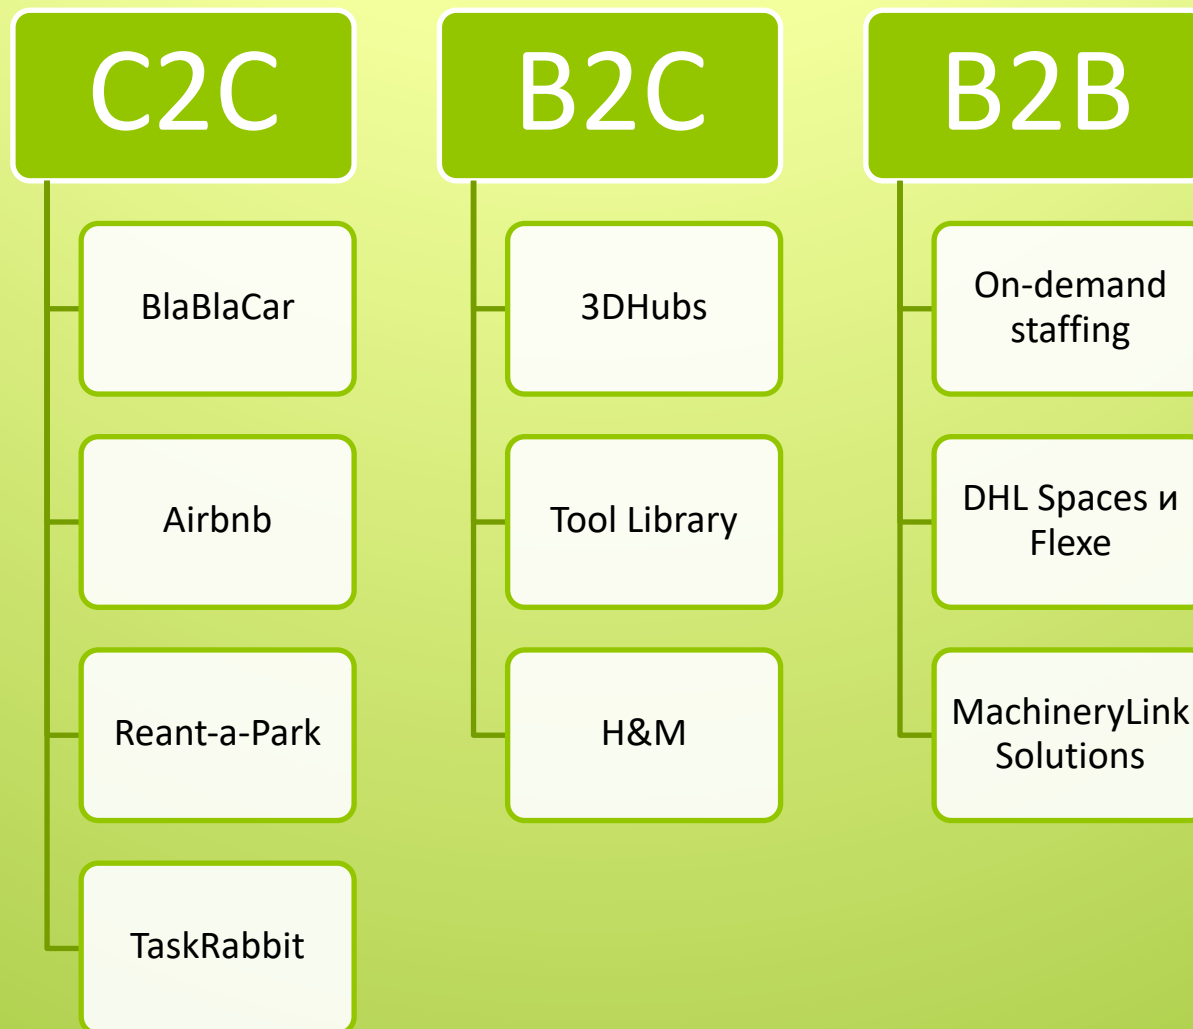 C2C
BlaBlaCar
Airbnb
Reant-a-Park
TaskRabbit
B2C
3DHubs
Tool Library
H&M
B2B
On-demand
staffing
DHL Spaces и
Flexe
MachineryLink
Solutions